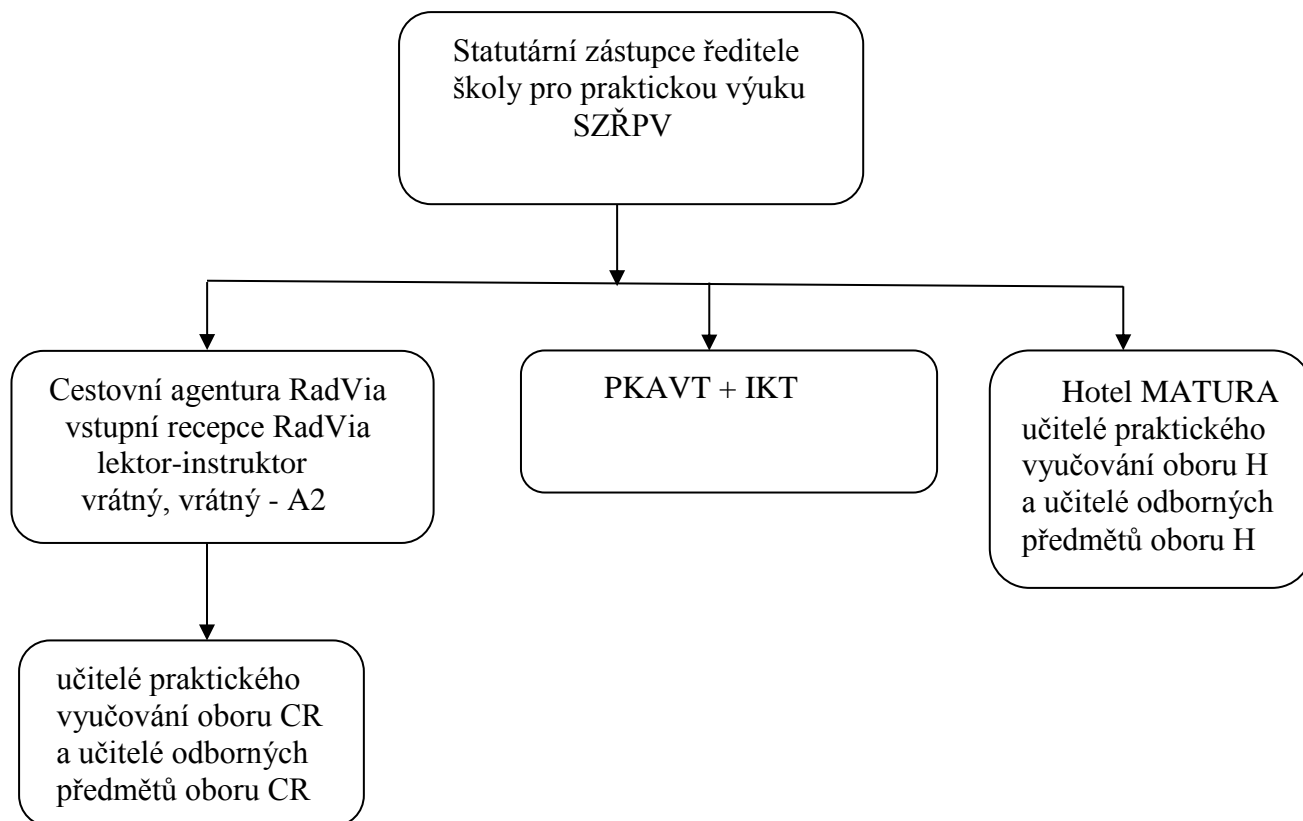 Statutární zástupce ředitele
školy pro praktickou výuku
SZŘPV
Cestovní agentura RadVia
vstupní recepce RadVia
lektor-instruktor
vrátný, vrátný - A2
PKAVT + IKT
Hotel MATURA
učitelé praktického
vyučování oboru H
a učitelé odborných
předmětů oboru H
učitelé praktického
vyučování oboru CR
a učitelé odborných
předmětů oboru CR